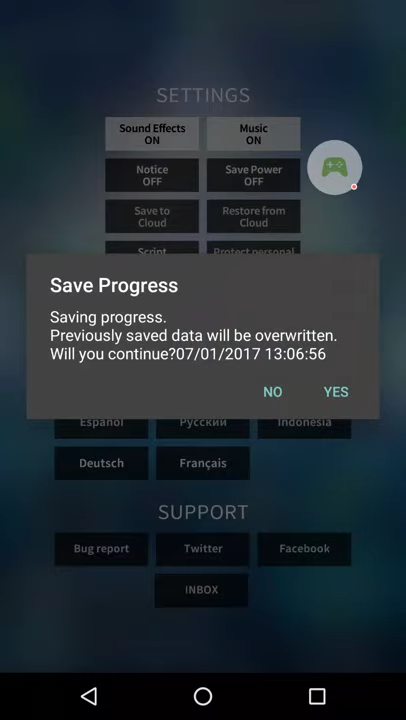 SETTINGS
Sound Effects
ON
Music
ON
Notice
OFF
Save Power
OFF
Save to
Cloud
Restore from
Cloud
Script
Protect personal
Save Progress
Saving progress.
Previously saved data will be overwritten.
Will you continue?07/01/2017 13:06:56
NO
YES
Español
Русский
Indonesia
Deutsch
Français
SUPPORT
Bug report
Twitter
Facebook
INBOX